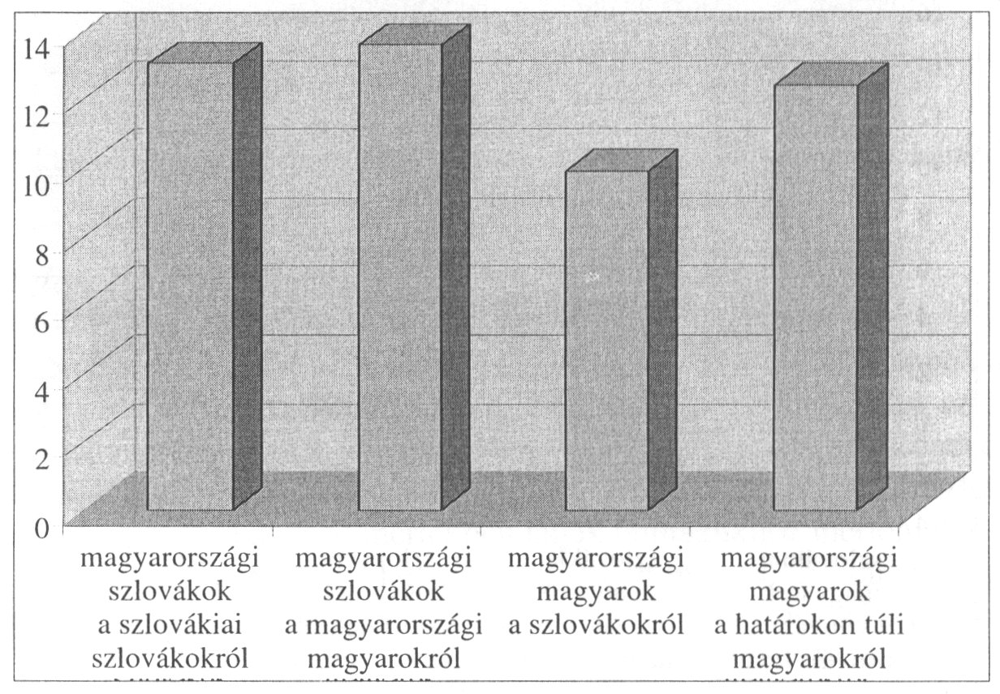 14
12
10
8
6
4
2
0
magyarországi
szlovákok
a szlovákiai
szlovákokról
magyarországi
szlovákok
a magyarországi
magyarokról
magyarországi
magyarok
a szlovákokról
magyarországi
magyarok
a határokon túli
magyarokról